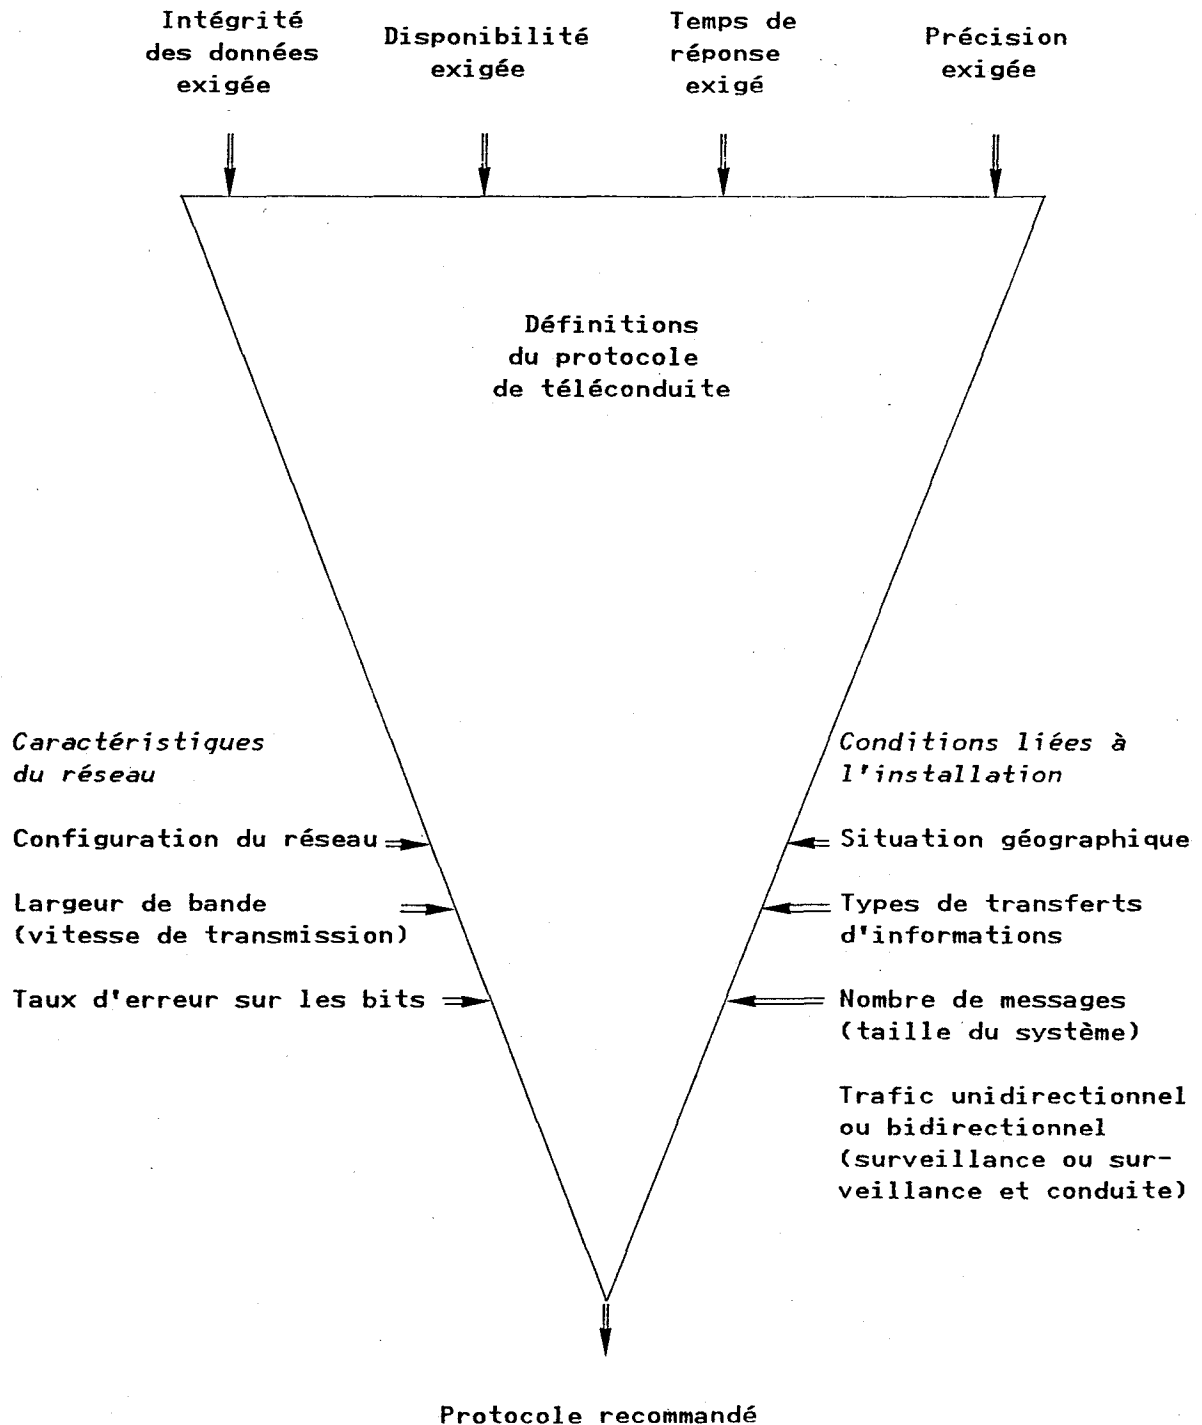 Intégrité
des données
exigée
Disponibilité
exigée
Temps de
réponse
exigé
Précision
exigée
Définitions
du protocole
de téléconduite
Caractéristiques
du réseau
Configuration du réseau
Largeur de bande
(vitesse de transmission)
Taux d'erreur sur les bits
Conditions liées à
l'installation
Situation géographique
Types de transferts
d'informations
Nombre de messages
(taille du système)
Trafic unidirectionnel
ou bidirectionnel
(surveillance ou sur-
veillance et conduite)
Protocole recommandé